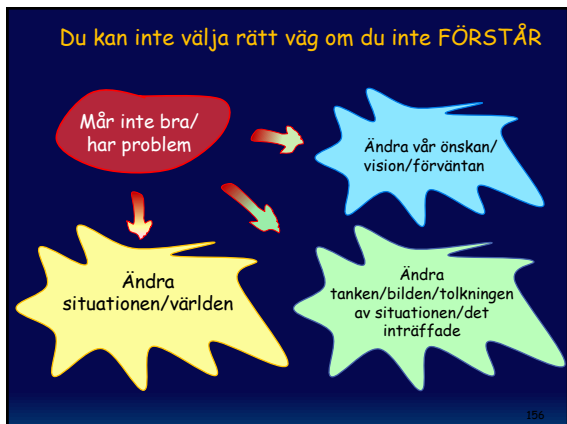 Du kan inte välja rätt väg om du inte FÖRSTÅR
Mår inte bra/
har problem
Ändra vår önskan/
vision/förväntan
Ändra
situationen/världen
Ändra
tanken/bilden/tolkningen
av situationen/det
inträffade
156